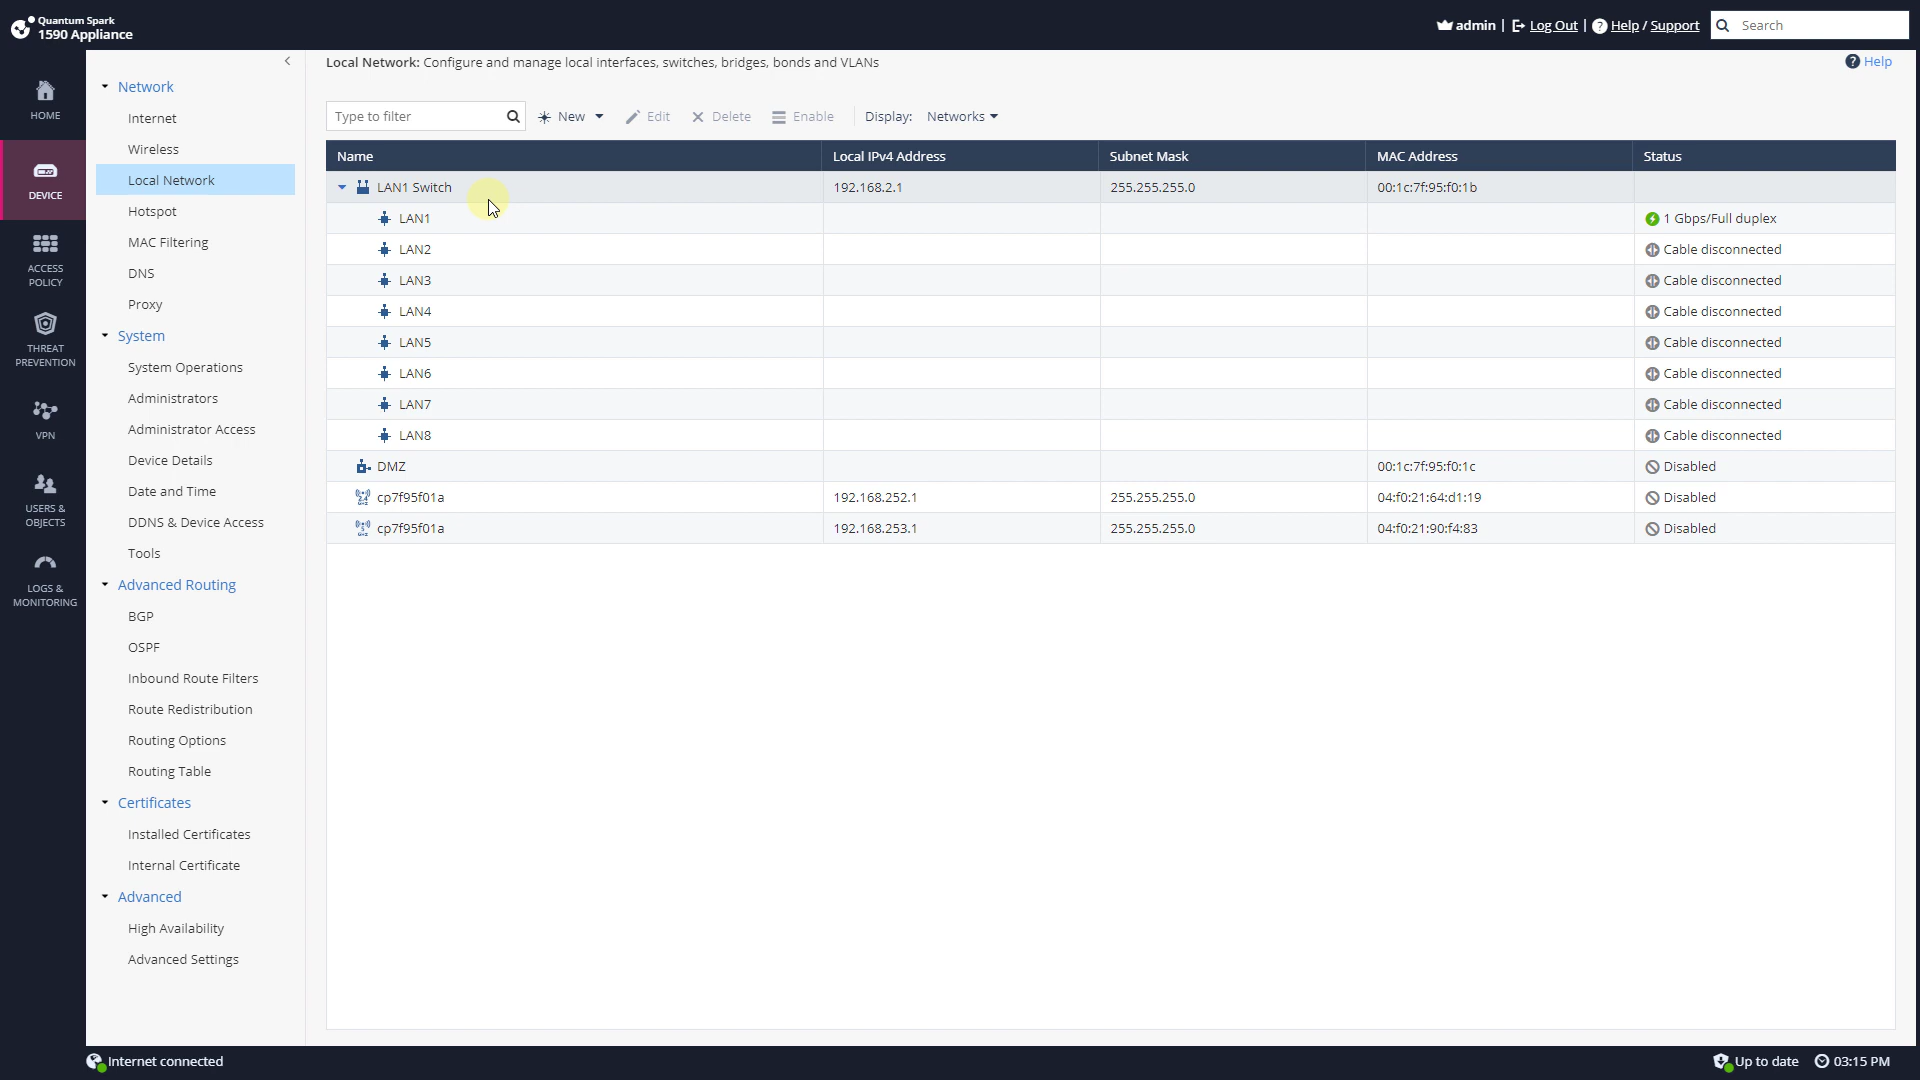 Quantum Spark
1590 Appliance
admin | Log Out | Help / Support
Search
HOME
DEVICE
ACCESS
POLICY
THREAT
PREVENTION
VPN
USERS &
OBJECTS
LOGS &
MONITORING
Network
Internet
Wireless
Local Network
Hotspot
MAC Filtering
DNS
Proxy
System
System Operations
Administrators
Administrator Access
Device Details
Date and Time
DDNS & Device Access
Tools
Advanced Routing
BGP
OSPF
Inbound Route Filters
Route Redistribution
Routing Options
Routing Table
Certificates
Installed Certificates
Internal Certificate
Advanced
High Availability
Advanced Settings
Local Network: Configure and manage local interfaces, switches, bridges, bonds and VLANs
Help
Type to filter New Edit Delete Enable Display: Networks
Name Local IPv4 Address Subnet Mask MAC Address Status
LAN1 Switch 192.168.2.1 255.255.255.0 00:1c:7f:95:f0:1b
LAN1 1 Gbps/Full duplex
LAN2 Cable disconnected
LAN3 Cable disconnected
LAN4 Cable disconnected
LAN5 Cable disconnected
LAN6 Cable disconnected
LAN7 Cable disconnected
LAN8 Cable disconnected
DMZ 00:1c:7f:95:f0:1c Disabled
cp7f95f01a 192.168.252.1 255.255.255.0 04:f0:21:64:d1:19 Disabled
cp7f95f01a 192.168.253.1 255.255.255.0 04:f0:21:90:f4:83 Disabled
Internet connected
Up to date 03:15 PM